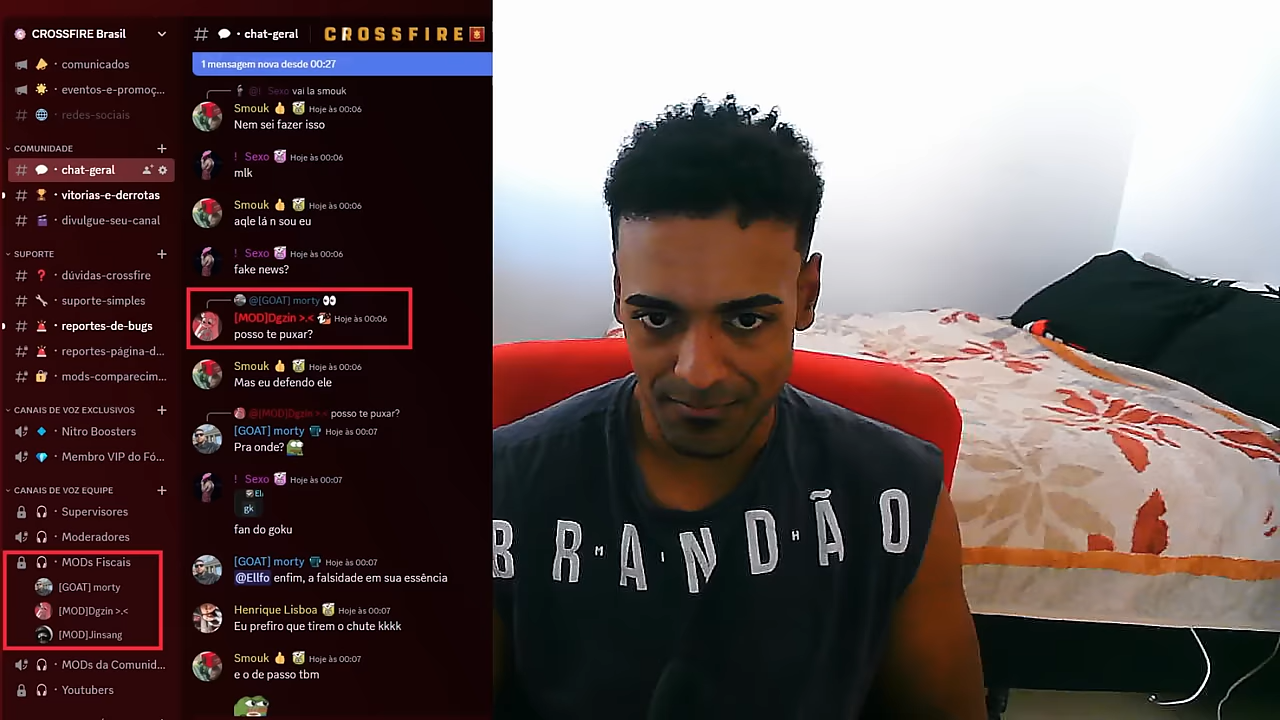 CROSSFIRE Brasil
comunicados
eventos-e-promoç...
redes-sociais
COMUNIDADE
chat-geral
vitorias-e-derrotas
divulgue-seu-canal
SUPORTE
dúvidas-crossfire
suporte-simples
reportes-de-bugs
reportes-página-d...
mods-comparecim...
CANAIS DE VOZ EXCLUSIVOS
Nitro Boosters
Membro VIP do Fó...
CANAIS DE VOZ EQUIPE
Supervisores
Moderadores
MODs Fiscais
[GOAT] morty
[MOD]Dgzin >.<
[MOD]Jinsang
MODs da Comunid...
Youtubers
chat-geral
CROSSFIRE
1 mensagem nova desde 00:27
@! Sexo vai la smouk
Smouk Hoje às 00:06
Nem sei fazer isso
! Sexo Hoje às 00:06
mlk
Smouk Hoje às 00:06
aqle lá n sou eu
! Sexo Hoje às 00:06
fake news?
@[GOAT] morty
[MOD]Dgzin >.< Hoje às 00:06
posso te puxar?
Smouk Hoje às 00:06
Mas eu defendo ele
@[MOD]Dgzin >.< posso te puxar?
[GOAT] morty Hoje às 00:07
Pra onde?
! Sexo Hoje às 00:07
gk
fan do goku
[GOAT] morty Hoje às 00:07
@Ellfo enfim, a falsidade em sua essência
Henrique Lisboa Hoje às 00:07
Eu prefiro que tirem o chute kkkk
Smouk Hoje às 00:07
e o de passo tbm
BRANDÃO